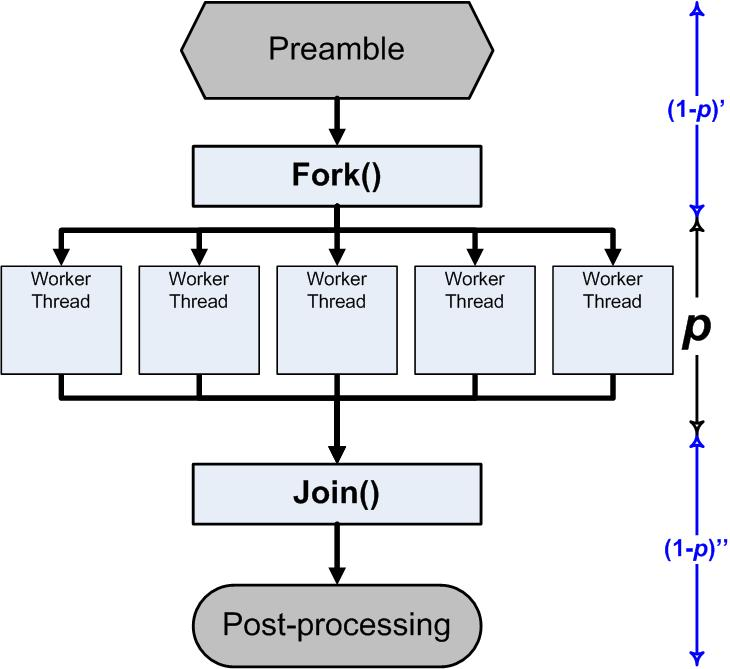 Preamble
(1-p)’
Fork()
Worker
Thread
Worker
Thread
Worker
Thread
Worker
Thread
Worker
Thread
p
Join()
(1-p)’’
Post-processing